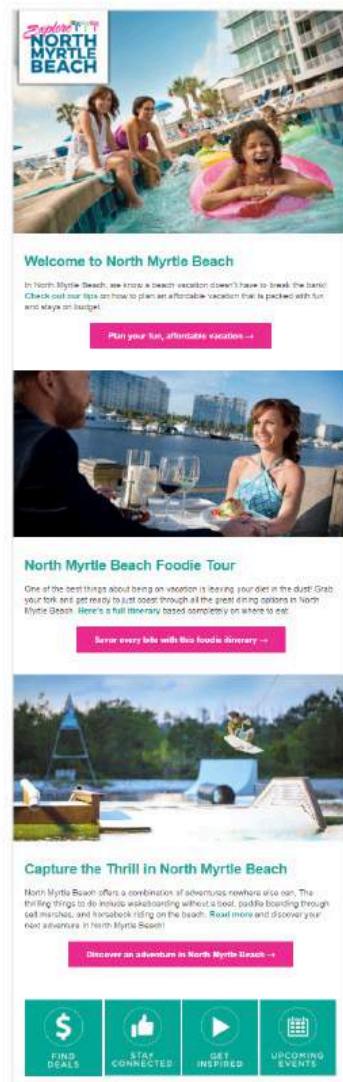 Explore
NORTH
MYRTLE
BEACH
Welcome to North Myrtle Beach
In North Myrtle Beach, we know a beach vacation doesn't have to break the bank!
Check out our tips on how to plan an affordable vacation that is packed with fun
and stays on budget.
Plan your fun, affordable vacation →
North Myrtle Beach Foodie Tour
One of the best things about being on vacation is leaving your diet in the dust! Grab
your fork and get ready to just coast through all the great dining options in North
Myrtle Beach. Here's a full itinerary based completely on where to eat.
Savor every bite with this foodie itinerary →
Capture the Thrill in North Myrtle Beach
North Myrtle Beach offers a combination of adventures nowhere else can. The
thrilling things to do include wakeboarding without a boat, paddle boarding through
salt marshes, and horseback riding on the beach. Read more and discover your
next adventure in North Myrtle Beach!
Discover an adventure in North Myrtle Beach →
FIND
DEALS
STAY
CONNECTED
GET
INSPIRED
UPCOMING
EVENTS